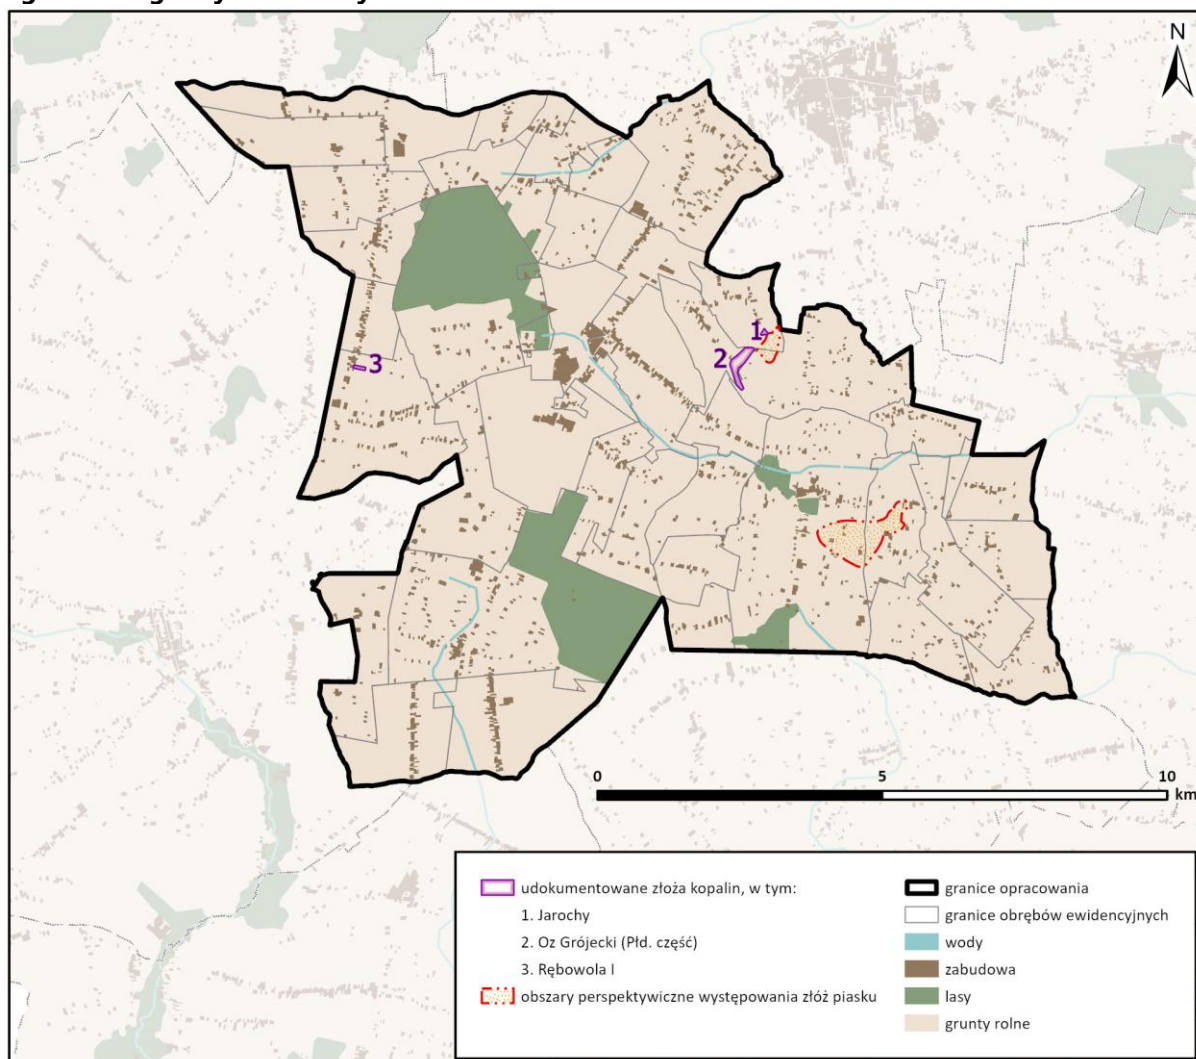 N
1
2
3
0 5 10
km
udokumentowane złoża kopalin, w tym:
1. Jarochy
2. Oz Grójecki (Płd. część)
3. Rębowola I
obszary perspektywiczne występowania złóż piasku
granice opracowania
granice obrębów ewidencyjnych
wody
zabudowa
lasy
grunty rolne